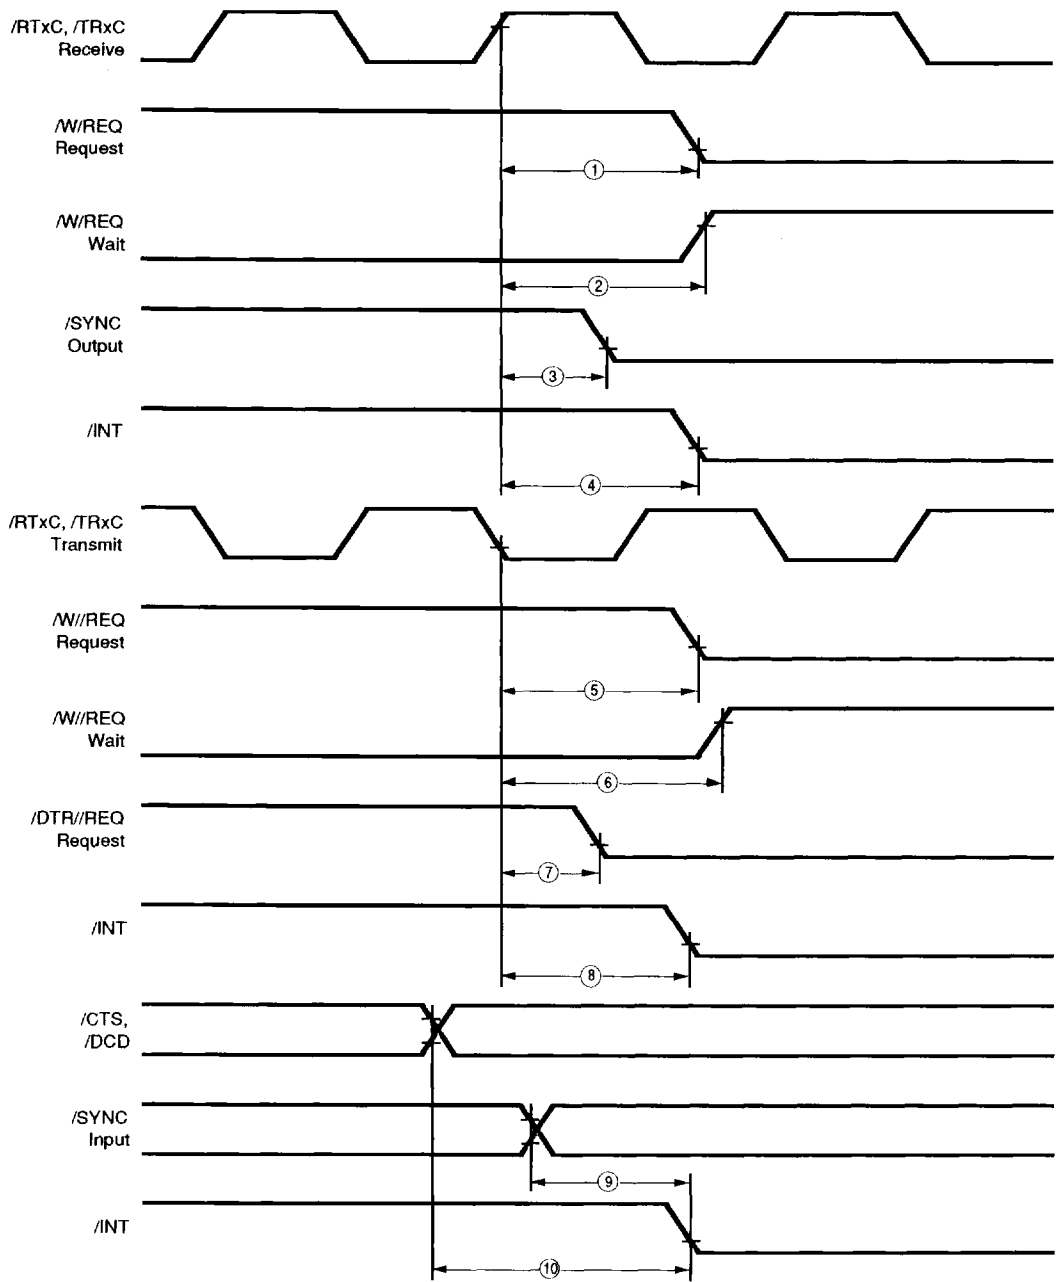 /RTxC, /TRxC
Receive
/W/REQ
Request
1
/W/REQ
Wait
2
/SYNC
Output
3
/INT
4
/RTxC, /TRxC
Transmit
/W//REQ
Request
5
/W//REQ
Wait
6
/DTR//REQ
Request
7
/INT
8
/CTS,
/DCD
/SYNC
Input
9
/INT
10